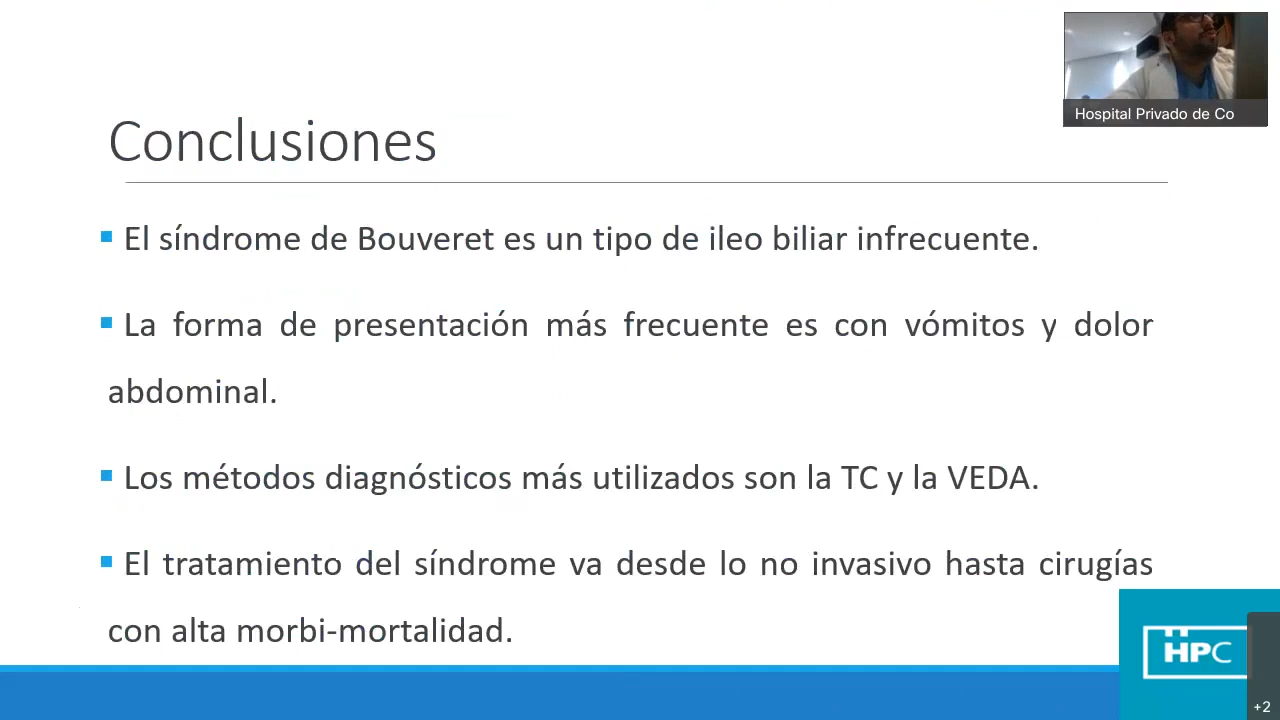 Hospital Privado de Co
Conclusiones
El síndrome de Bouveret es un tipo de ileo biliar infrecuente.
La forma de presentación más frecuente es con vómitos y dolor
abdominal.
Los métodos diagnósticos más utilizados son la TC y la VEDA.
El tratamiento del síndrome va desde lo no invasivo hasta cirugías
con alta morbi-mortalidad.
HPC
+2